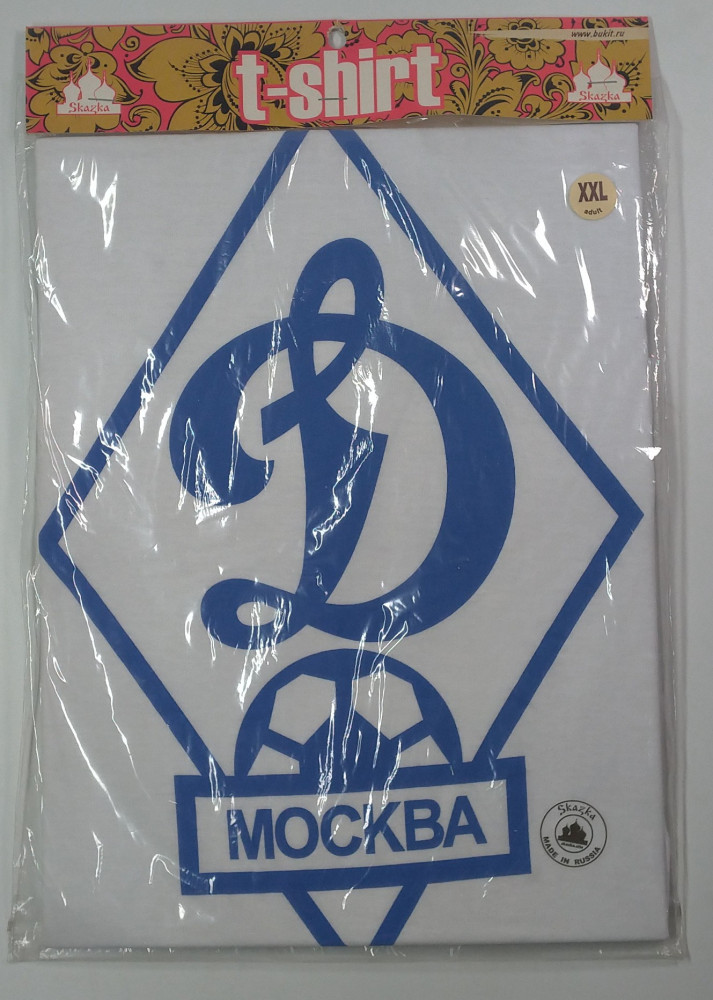 www.bukit.ru
t-shirt
Skazka
Skazka
XXL
adult
Д
МОСКВА
Skazka
MADE IN RUSSIA